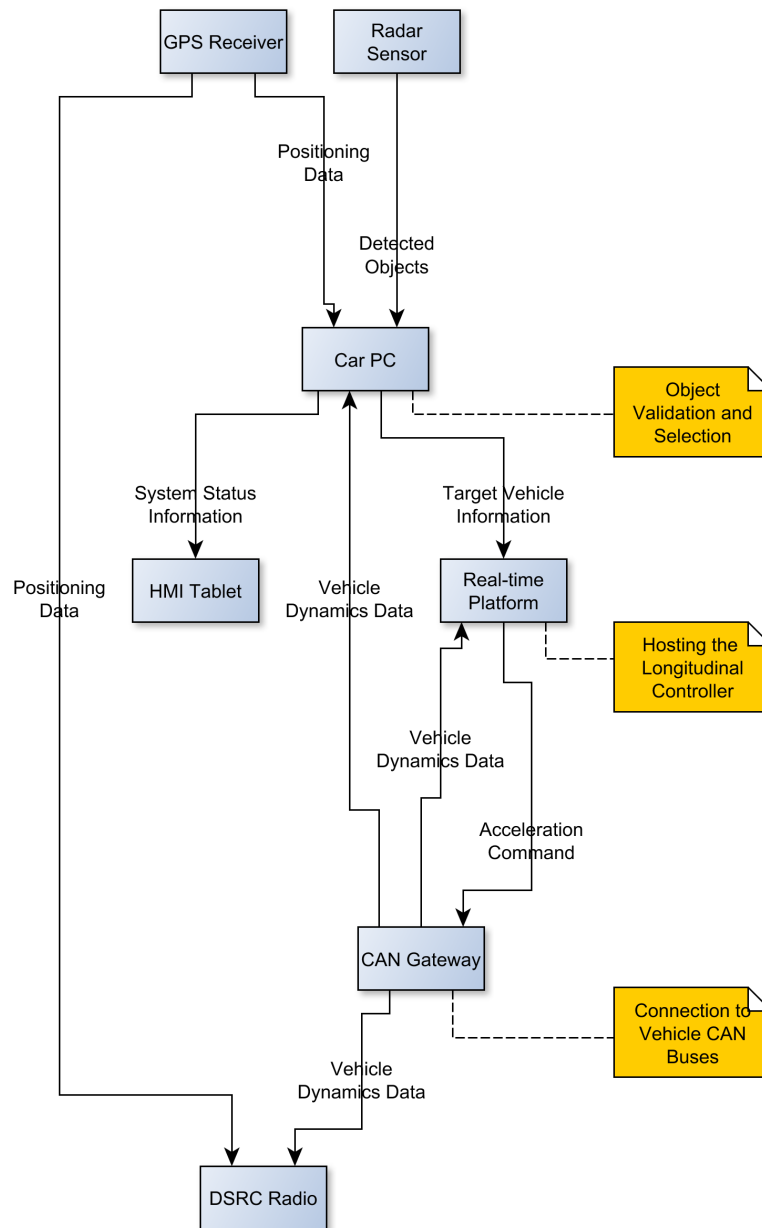 GPS Receiver
Radar
Sensor
Positioning
Data
Detected
Objects
Car PC
Object
Validation and
Selection
System Status
Information
Target Vehicle
Information
HMI Tablet
Real-time
Platform
Positioning
Data
Vehicle
Dynamics Data
Hosting the
Longitudinal
Controller
Vehicle
Dynamics Data
Acceleration
Command
CAN Gateway
Connection to
Vehicle CAN
Buses
Vehicle
Dynamics Data
DSRC Radio